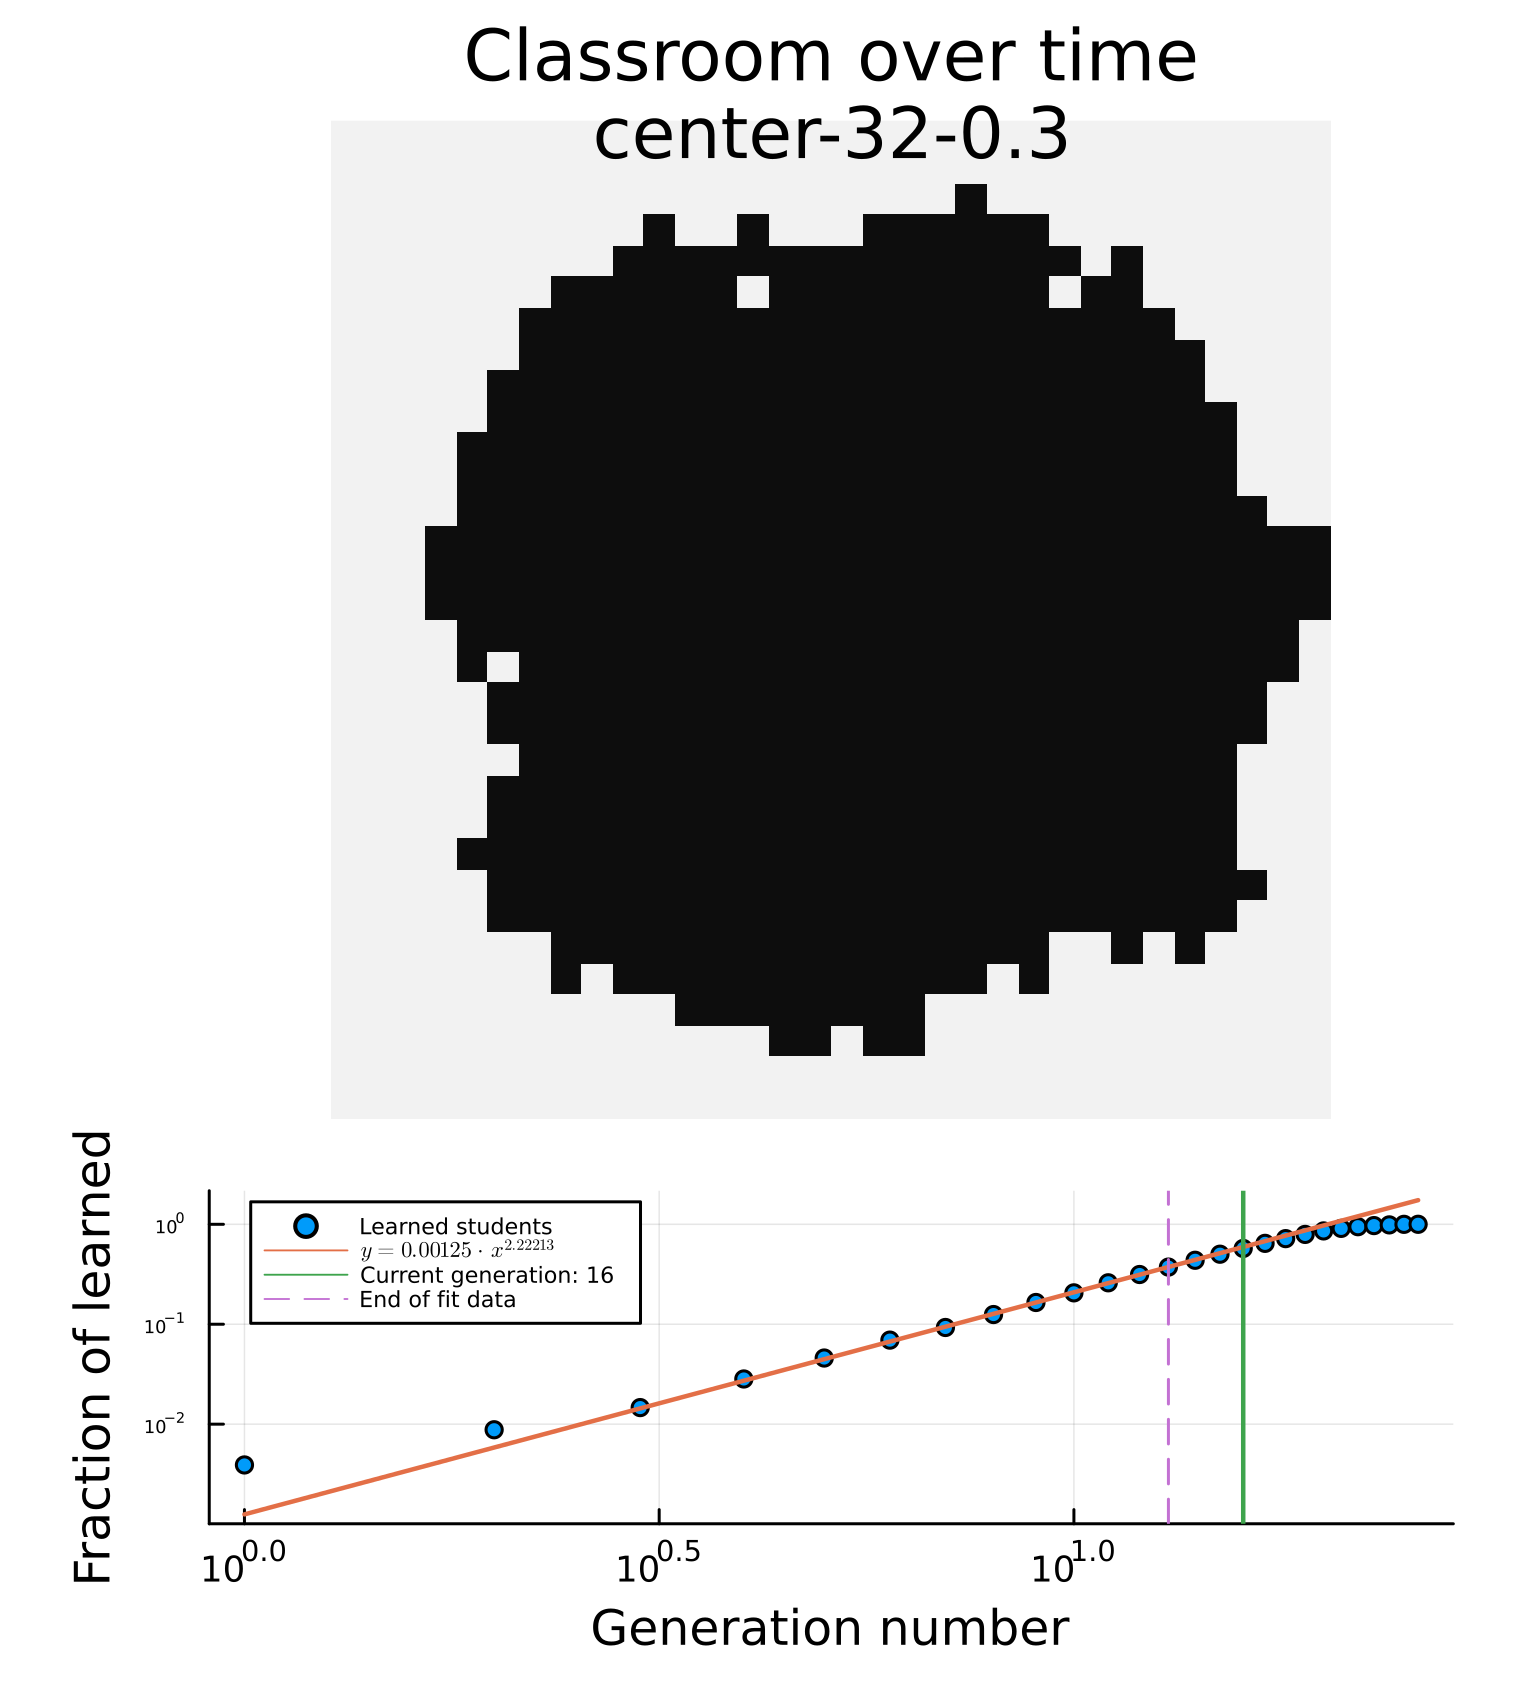 Classroom over time
center-32-0.3
Fraction of learned
10^0
10^−1
10^−2
Learned students
y = 0.00125 · x^2.22213
Current generation: 16
End of fit data
10^0.0
10^0.5
10^1.0
Generation number